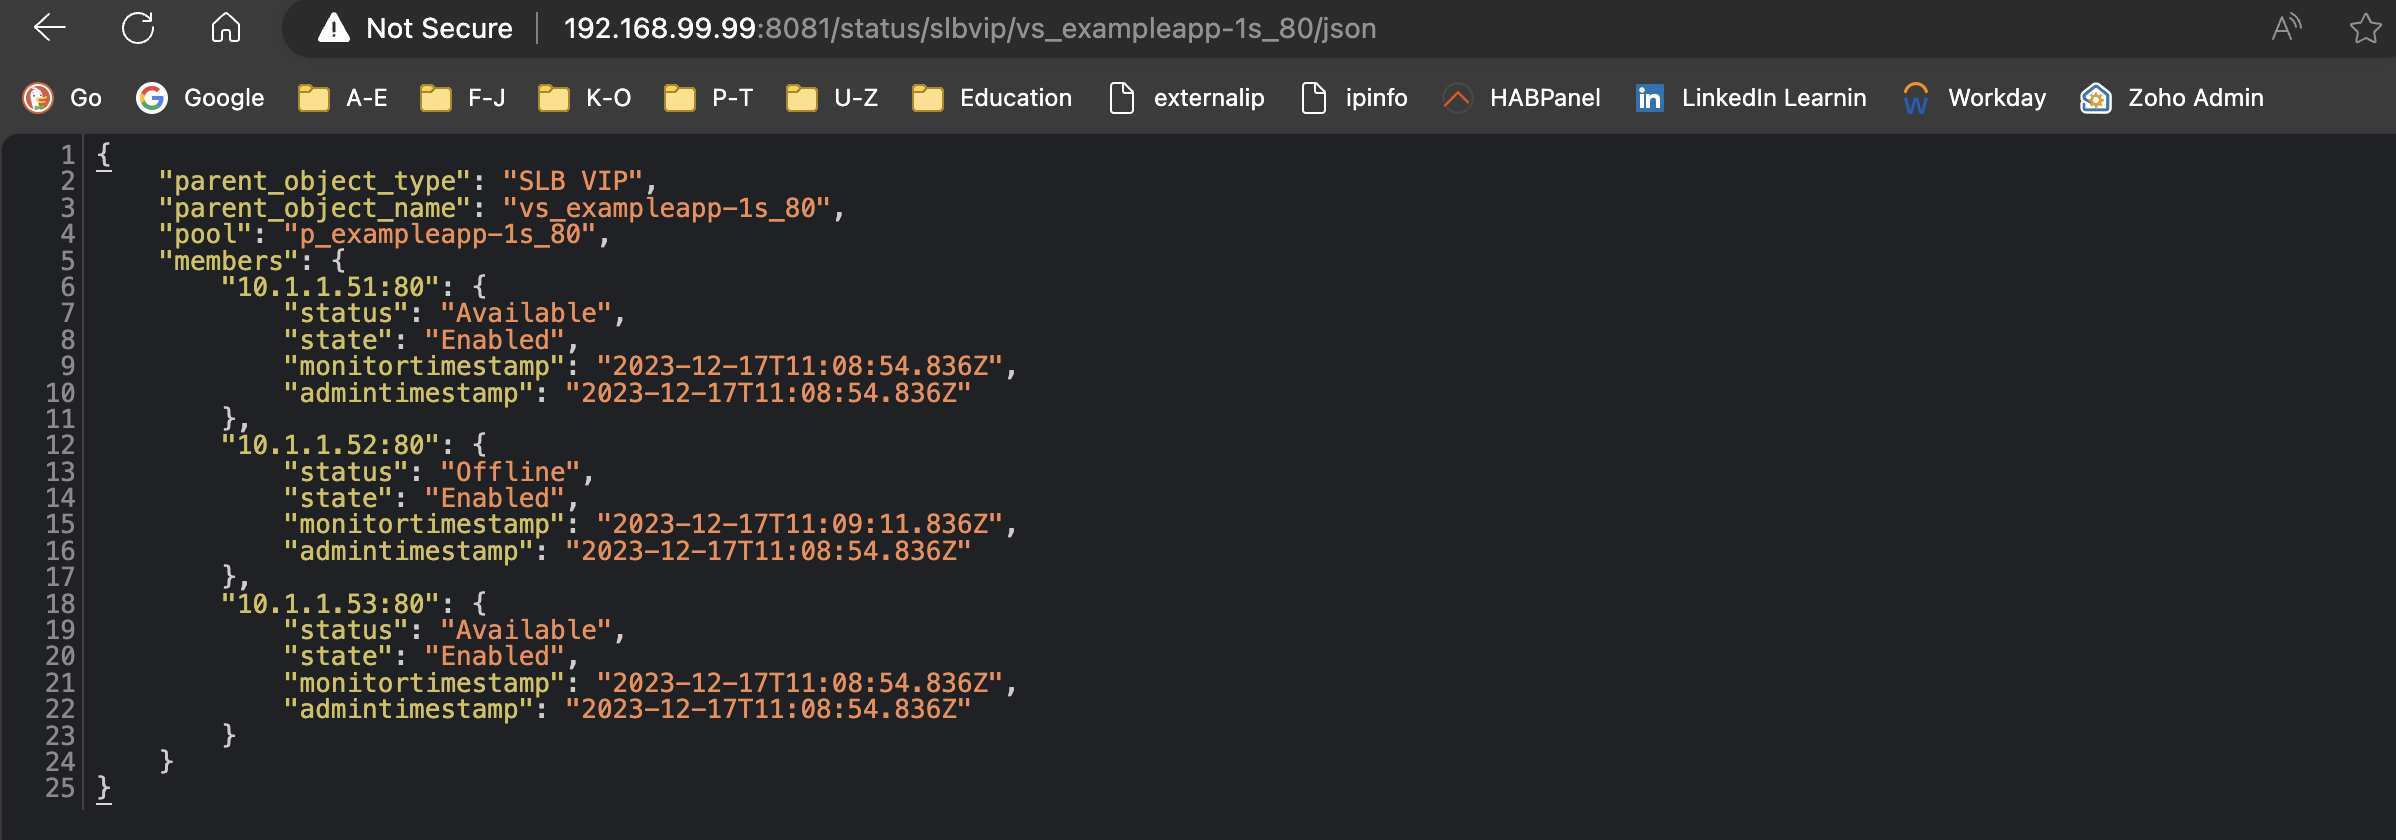 Not Secure 192.168.99.99:8081/status/slbvip/vs_exampleapp-1s_80/json
Go Google A-E F-J K-O P-T U-Z Education externalip ipinfo HABPanel LinkedIn Learnin Workday Zoho Admin
1 {
2     "parent_object_type": "SLB VIP",
3     "parent_object_name": "vs_exampleapp-1s_80",
4     "pool": "p_exampleapp-1s_80",
5     "members": {
6         "10.1.1.51:80": {
7             "status": "Available",
8             "state": "Enabled",
9             "monitortimestamp": "2023-12-17T11:08:54.836Z",
10             "admintimestamp": "2023-12-17T11:08:54.836Z"
11         },
12         "10.1.1.52:80": {
13             "status": "Offline",
14             "state": "Enabled",
15             "monitortimestamp": "2023-12-17T11:09:11.836Z",
16             "admintimestamp": "2023-12-17T11:08:54.836Z"
17         },
18         "10.1.1.53:80": {
19             "status": "Available",
20             "state": "Enabled",
21             "monitortimestamp": "2023-12-17T11:08:54.836Z",
22             "admintimestamp": "2023-12-17T11:08:54.836Z"
23         }
24     }
25 }